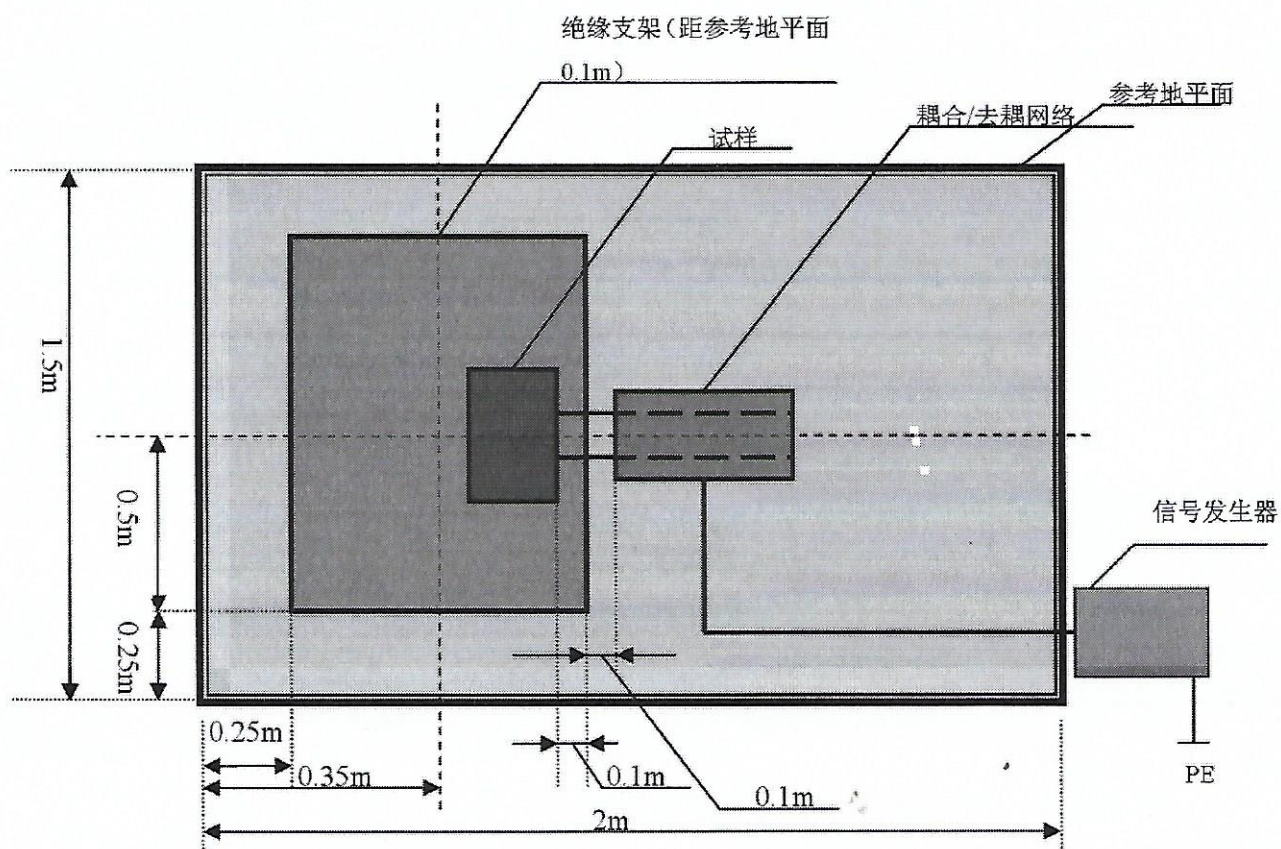 绝缘支架（距参考地平面
0.1m）
参考地平面
耦合/去耦网络
试样
1.5m
0.5m
信号发生器
0.25m
0.25m
0.35m
0.1m
0.1m
PE
2m